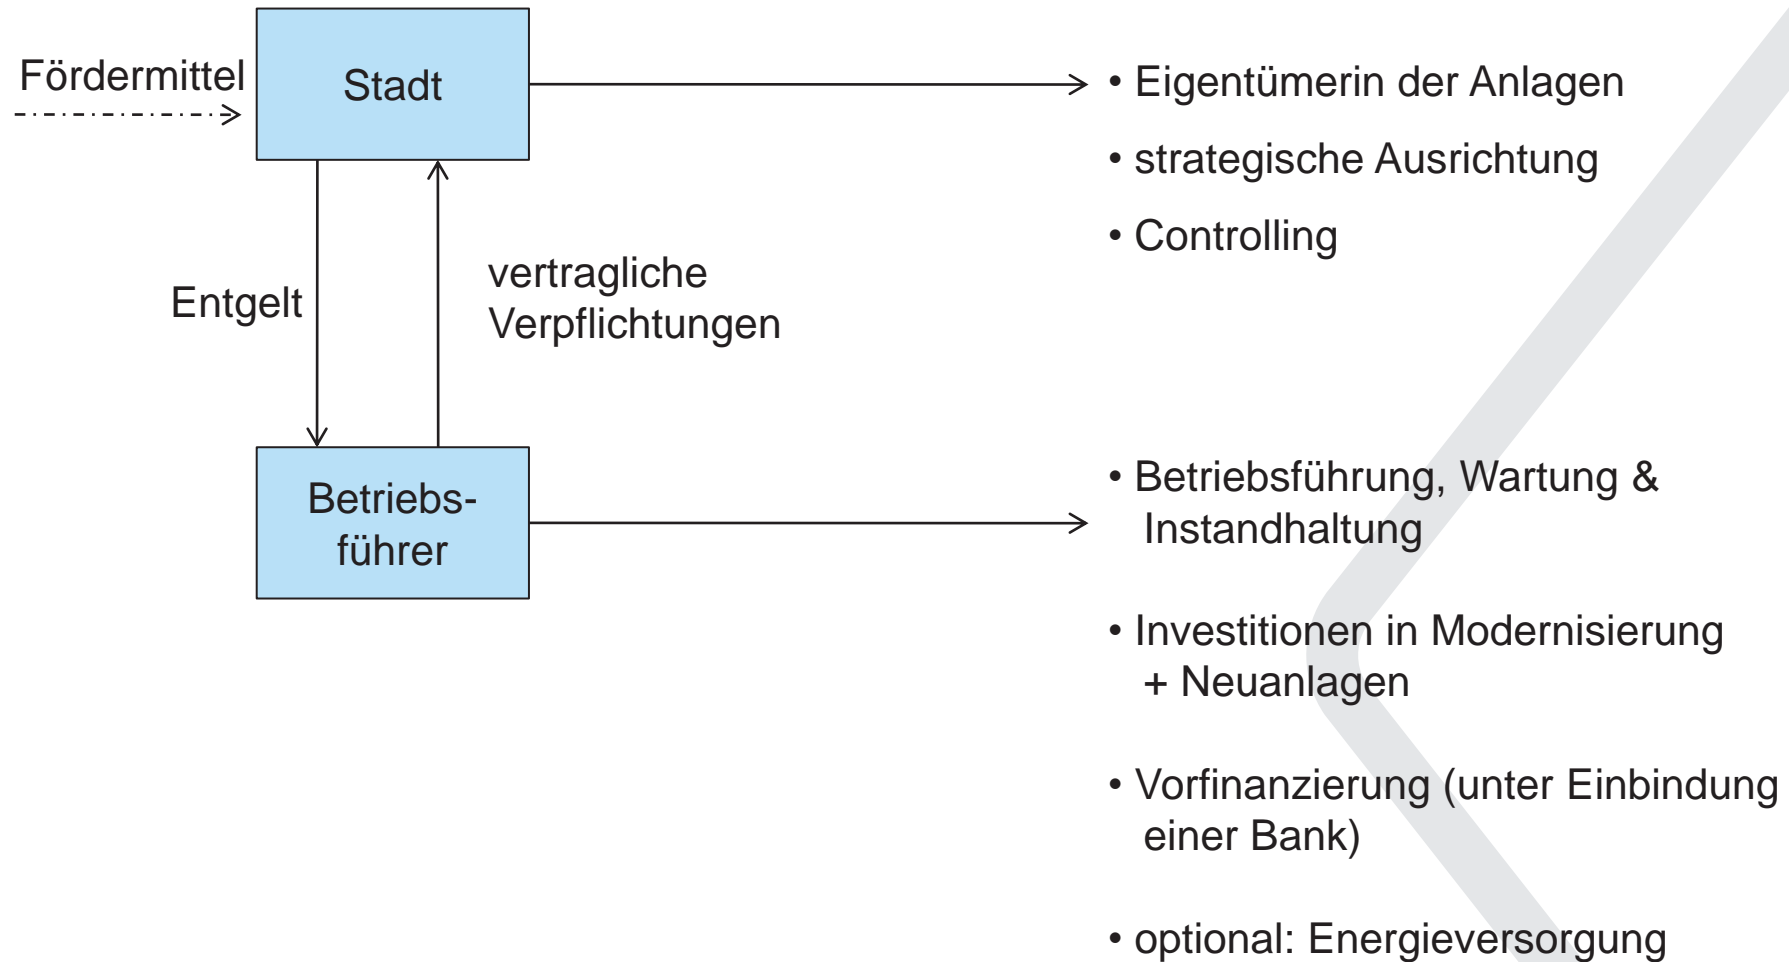 Fördermittel
Stadt
• Eigentümerin der Anlagen
• strategische Ausrichtung
• Controlling
Entgelt
vertragliche
Verpflichtungen
Betriebs-
führer
• Betriebsführung, Wartung &
Instandhaltung
• Investitionen in Modernisierung
+ Neuanlagen
• Vorfinanzierung (unter Einbindung
einer Bank)
• optional: Energieversorgung